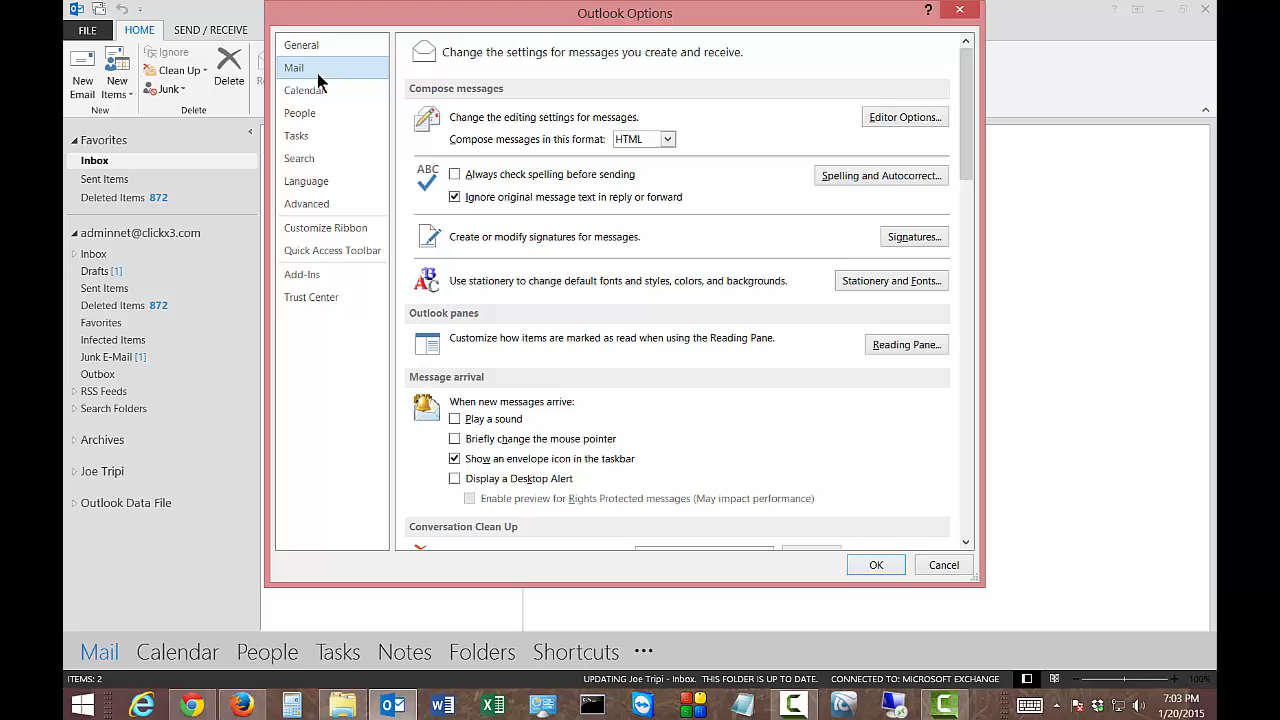 Outlook Options
?
FILE
HOME
SEND / RECEIVE
New Email
New Items
Ignore
Clean Up
Junk
Delete
New
Delete
Favorites
Inbox
Sent Items
Deleted Items 872
adminnet@clickx3.com
Inbox
Drafts [1]
Sent Items
Deleted Items 872
Favorites
Infected Items
Junk E-Mail [1]
Outbox
RSS Feeds
Search Folders
Archives
Joe Tripi
Outlook Data File
General
Mail
Calendar
People
Tasks
Search
Language
Advanced
Customize Ribbon
Quick Access Toolbar
Add-Ins
Trust Center
Change the settings for messages you create and receive.
Compose messages
Change the editing settings for messages.
Editor Options...
Compose messages in this format: HTML
ABC
Always check spelling before sending
Spelling and Autocorrect...
Ignore original message text in reply or forward
Create or modify signatures for messages.
Signatures...
Use stationery to change default fonts and styles, colors, and backgrounds.
Stationery and Fonts...
Outlook panes
Customize how items are marked as read when using the Reading Pane.
Reading Pane...
Message arrival
When new messages arrive:
Play a sound
Briefly change the mouse pointer
Show an envelope icon in the taskbar
Display a Desktop Alert
Enable preview for Rights Protected messages (May impact performance)
Conversation Clean Up
OK
Cancel
Mail Calendar People Tasks Notes Folders Shortcuts •••
ITEMS: 2
UPDATING Joe Tripi - Inbox. THIS FOLDER IS UP TO DATE. CONNECTED TO: MICROSOFT EXCHANGE
100%
7:03 PM
1/20/2015